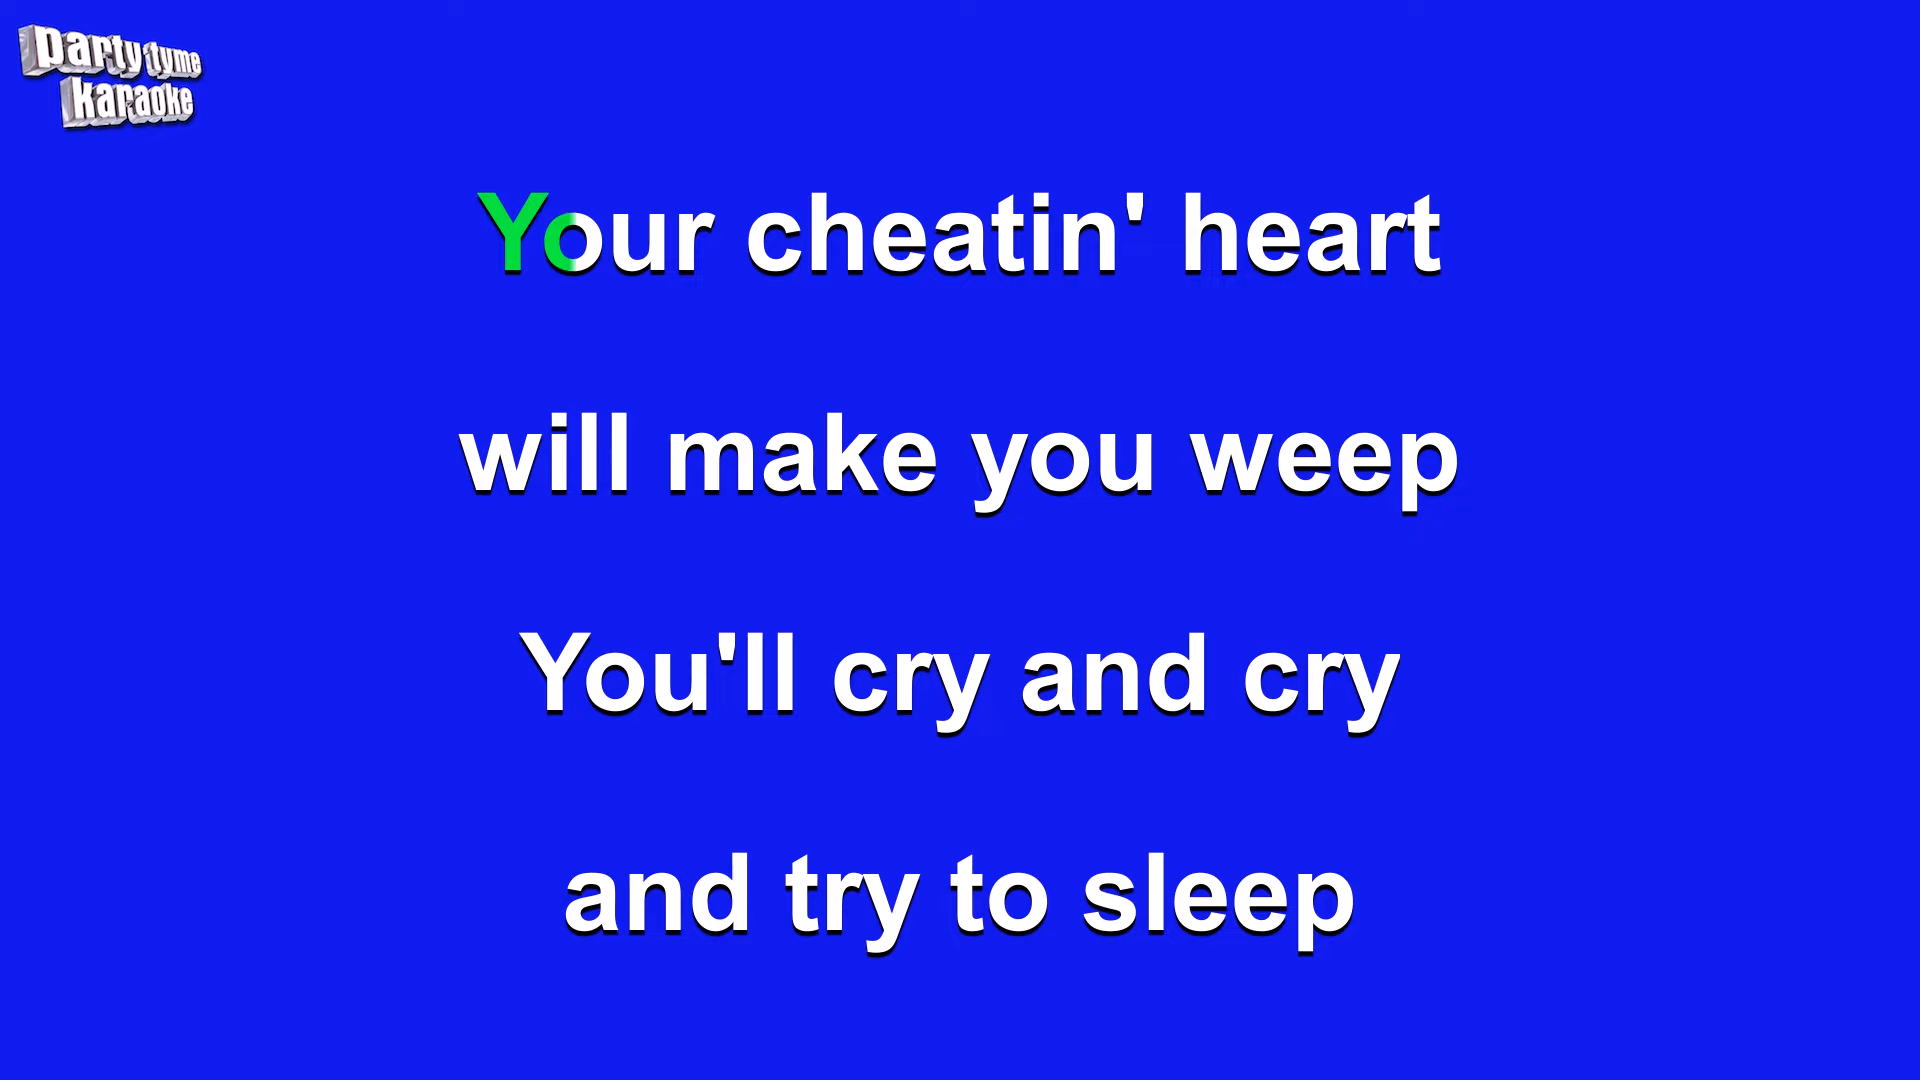 party tyme
karaoke
Your cheatin' heart
will make you weep
You'll cry and cry
and try to sleep